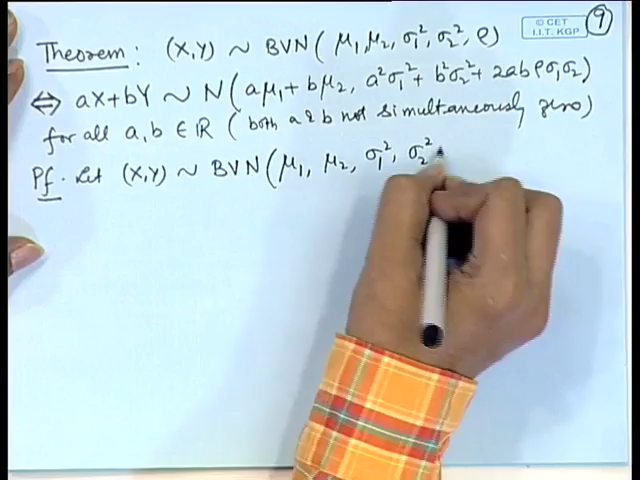 © CET
I.I.T. KGP
9
Theorem : (X,Y) ~ BVN( μ₁, μ₂, σ₁², σ₂², ρ)
⇔ aX+bY ~ N( aμ₁ + bμ₂, a²σ₁² + b²σ₂² + 2abρσ₁σ₂)
for all a, b ∈ ℝ ( both a & b not simultaneously zero)
Pf. Let (X,Y) ~ BVN( μ₁, μ₂, σ₁², σ₂²